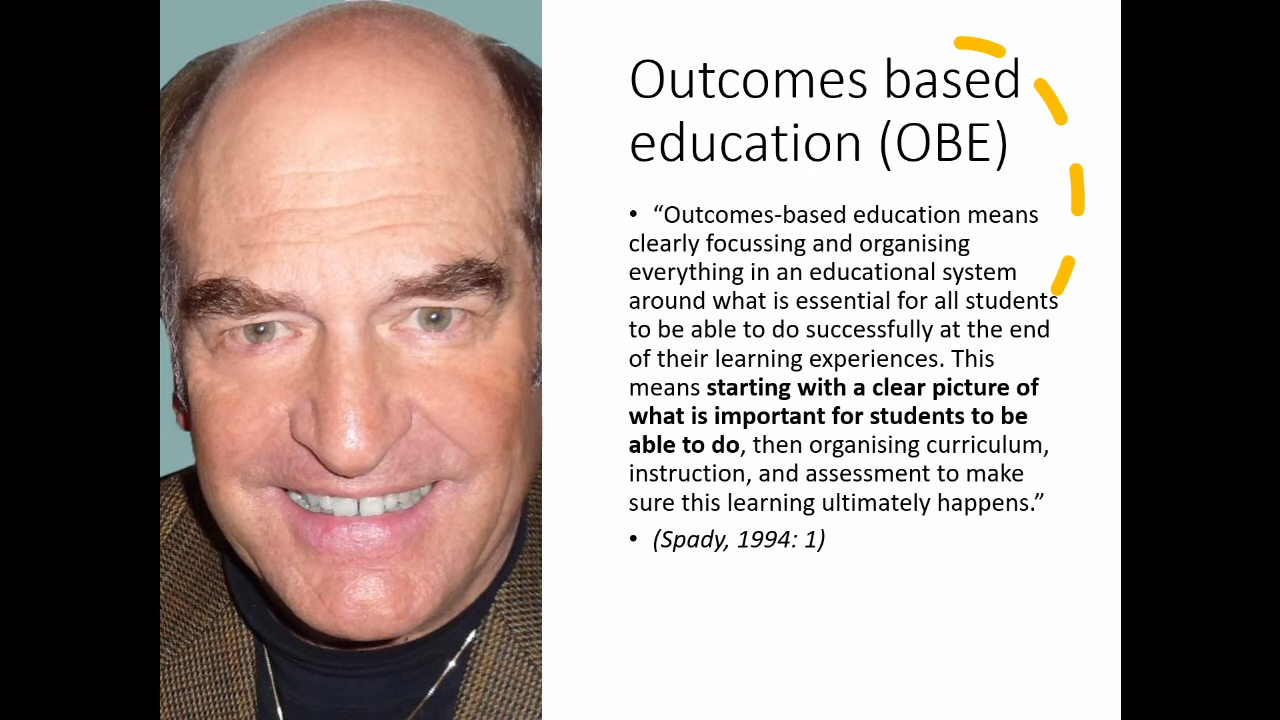 Outcomes based
education (OBE)
• “Outcomes-based education means
clearly focussing and organising
everything in an educational system
around what is essential for all students
to be able to do successfully at the end
of their learning experiences. This
means starting with a clear picture of
what is important for students to be
able to do, then organising curriculum,
instruction, and assessment to make
sure this learning ultimately happens.”
• (Spady, 1994: 1)